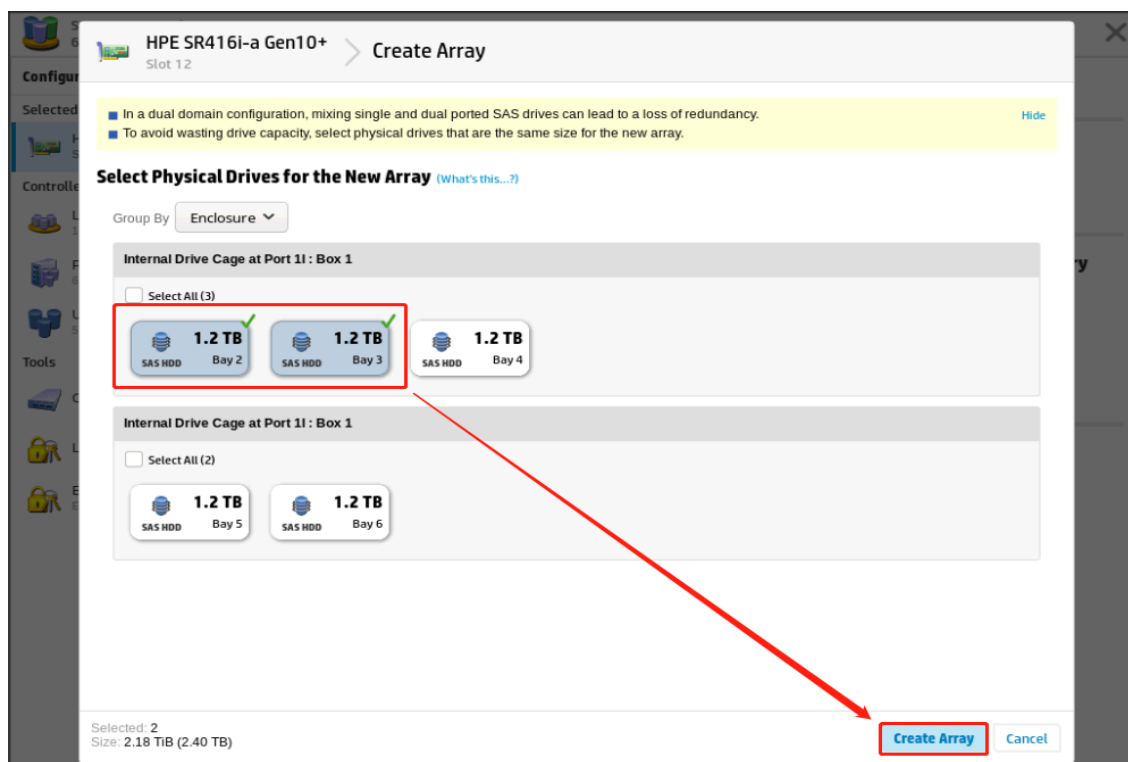 HPE SR416i-a Gen10+
Create Array
Slot 12
Configur
Selected
In a dual domain configuration, mixing single and dual ported SAS drives can lead to a loss of redundancy.
Hide
To avoid wasting drive capacity, select physical drives that are the same size for the new array.
Controlle
Select Physical Drives for the New Array (What's this...?)
Group By Enclosure
Internal Drive Cage at Port 1I : Box 1
Select All (3)
1.2 TB
SAS HDD Bay 2
1.2 TB
SAS HDD Bay 3
1.2 TB
SAS HDD Bay 4
Tools
Internal Drive Cage at Port 1I : Box 1
Select All (2)
1.2 TB
SAS HDD Bay 5
1.2 TB
SAS HDD Bay 6
Selected: 2
Size: 2.18 TiB (2.40 TB)
Create Array
Cancel